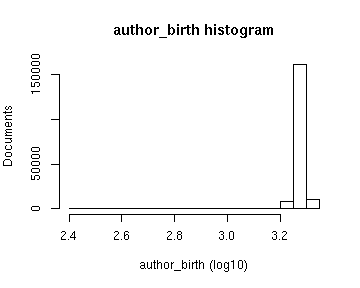 author_birth histogram
Documents
150000
50000
0
2.4 2.6 2.8 3.0 3.2
author_birth (log10)